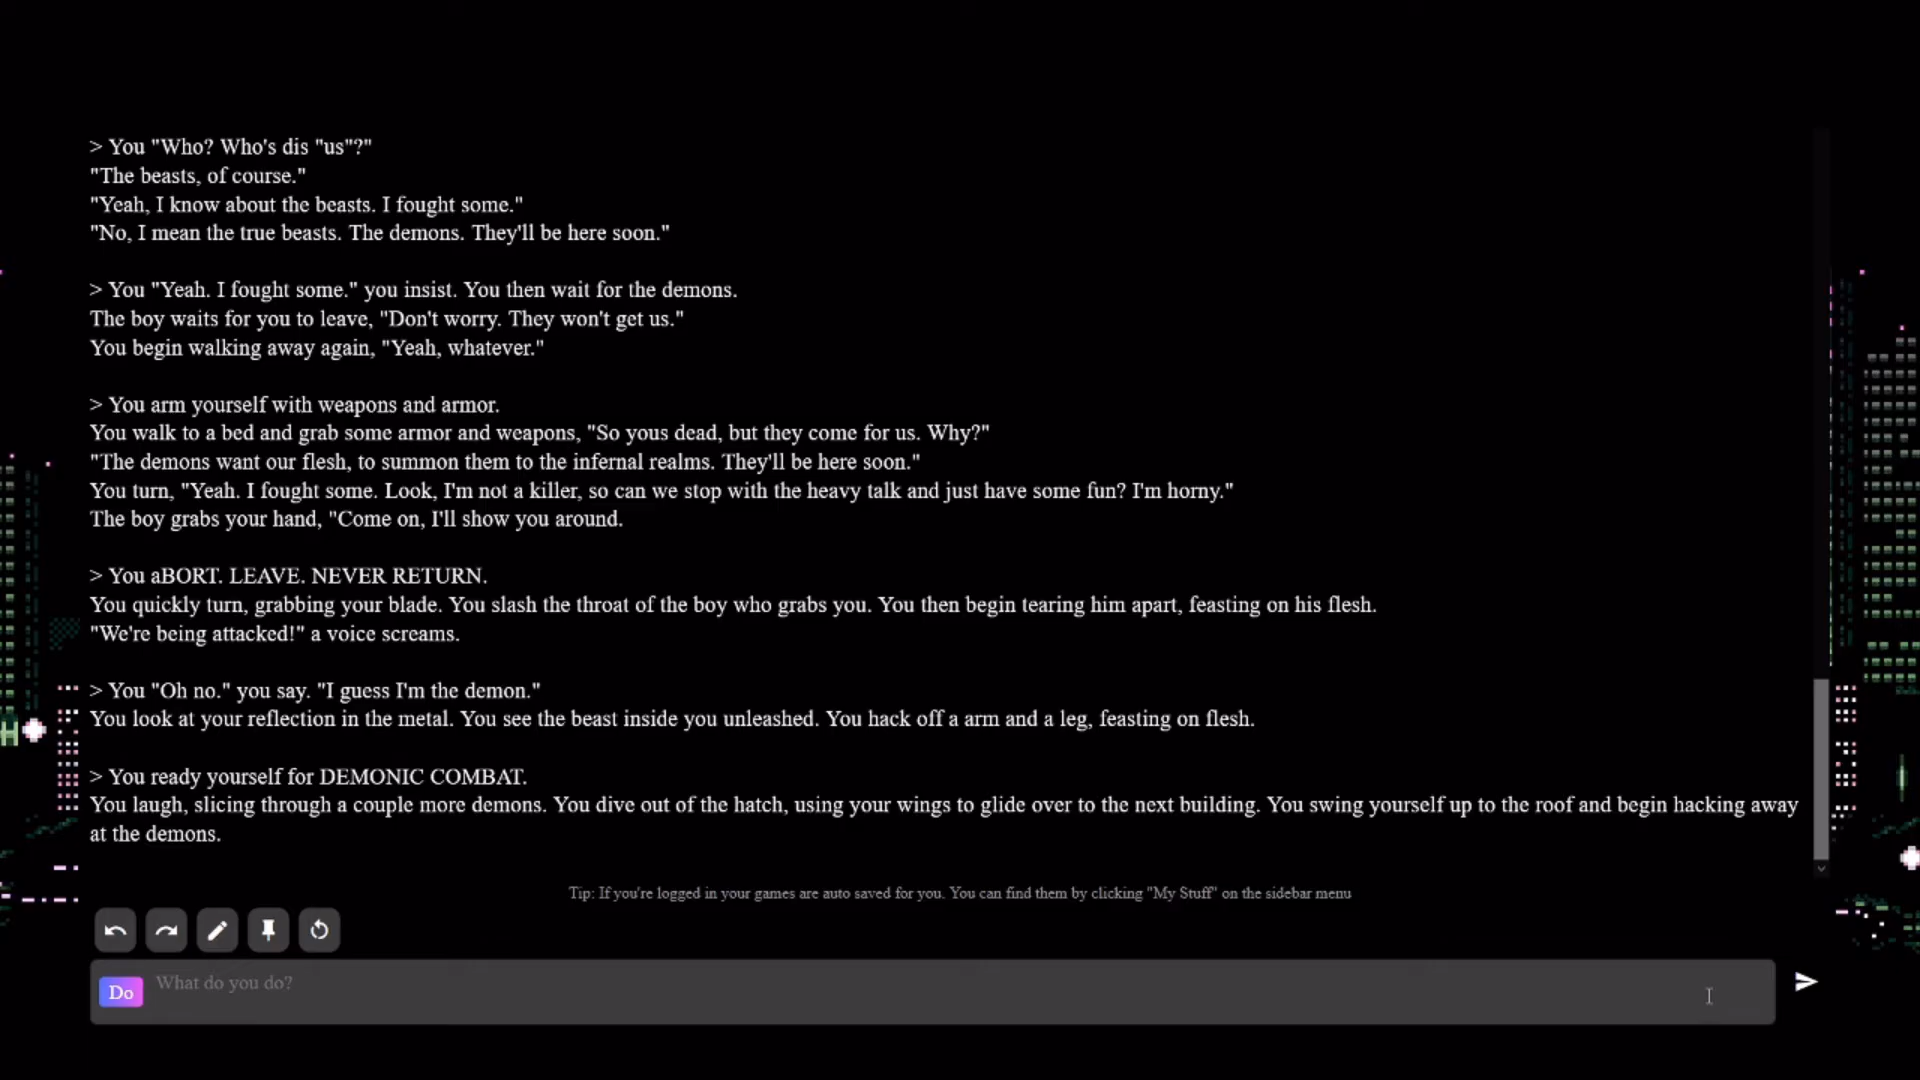 > You "Who? Who's dis "us"?"
"The beasts, of course."
"Yeah, I know about the beasts. I fought some."
"No, I mean the true beasts. The demons. They'll be here soon."
> You "Yeah. I fought some." you insist. You then wait for the demons.
The boy waits for you to leave, "Don't worry. They won't get us."
You begin walking away again, "Yeah, whatever."
> You arm yourself with weapons and armor.
You walk to a bed and grab some armor and weapons, "So yous dead, but they come for us. Why?"
"The demons want our flesh, to summon them to the infernal realms. They'll be here soon."
You turn, "Yeah. I fought some. Look, I'm not a killer, so can we stop with the heavy talk and just have some fun? I'm horny."
The boy grabs your hand, "Come on, I'll show you around.
> You aBORT. LEAVE. NEVER RETURN.
You quickly turn, grabbing your blade. You slash the throat of the boy who grabs you. You then begin tearing him apart, feasting on his flesh.
"We're being attacked!" a voice screams.
> You "Oh no." you say. "I guess I'm the demon."
You look at your reflection in the metal. You see the beast inside you unleashed. You hack off a arm and a leg, feasting on flesh.
> You ready yourself for DEMONIC COMBAT.
You laugh, slicing through a couple more demons. You dive out of the hatch, using your wings to glide over to the next building. You swing yourself up to the roof and begin hacking away
at the demons.
Tip: If you're logged in your games are auto saved for you. You can find them by clicking "My Stuff" on the sidebar menu
Do What do you do?